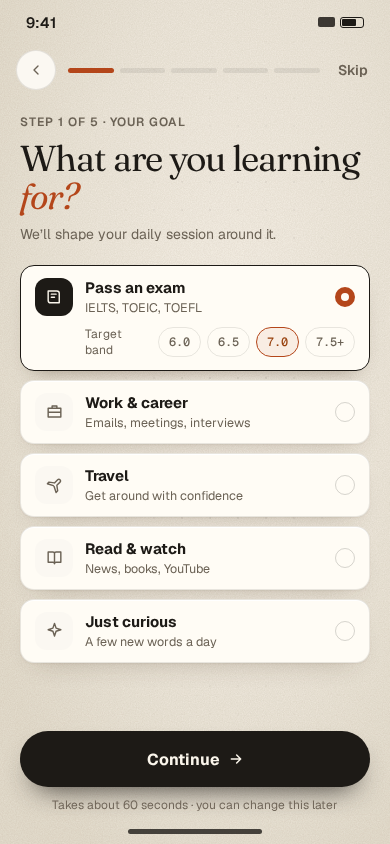 9:41
Skip
STEP 1 OF 5 · YOUR GOAL
What are you learning
for?
We'll shape your daily session around it.
Pass an exam
IELTS, TOEIC, TOEFL
Target
band
6.0
6.5
7.0
7.5+
Work & career
Emails, meetings, interviews
Travel
Get around with confidence
Read & watch
News, books, YouTube
Just curious
A few new words a day
Continue →
Takes about 60 seconds · you can change this later